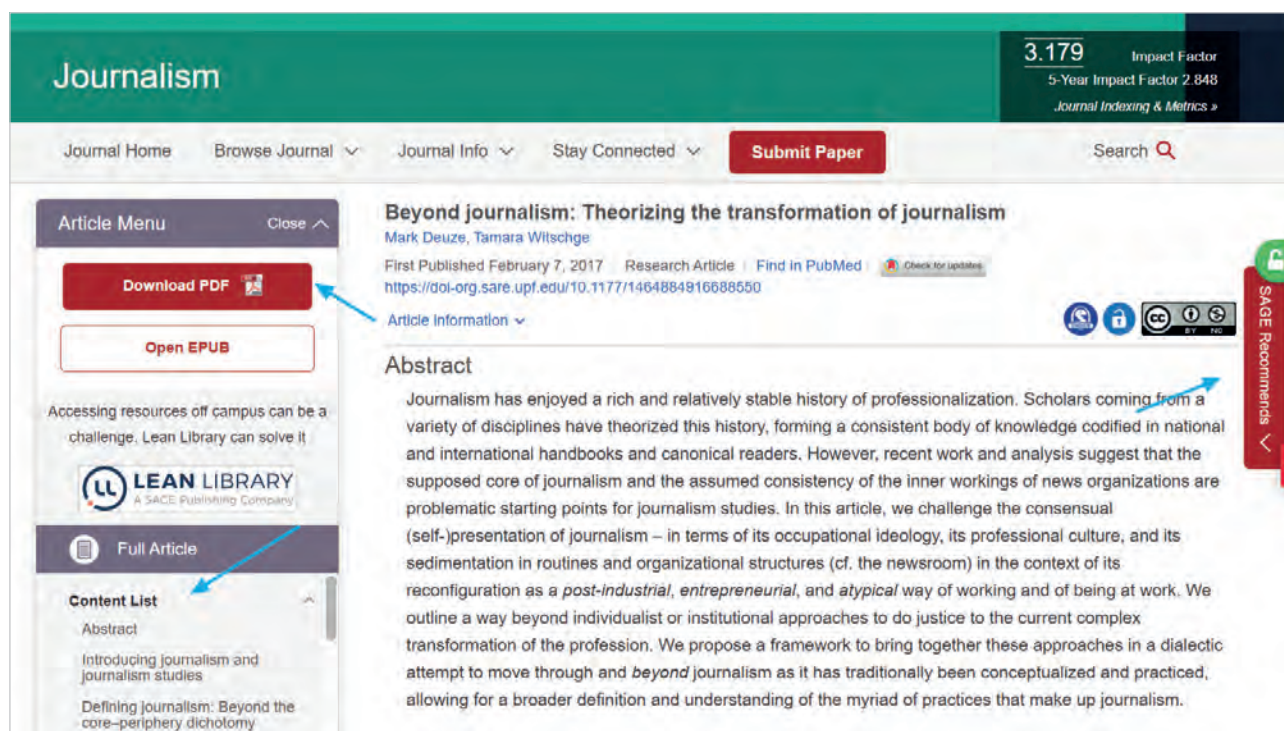 Journalism
3.179 Impact Factor
5-Year Impact Factor 2.848
Journal Indexing & Metrics »
Journal Home Browse Journal Journal Info Stay Connected Submit Paper Search
Article Menu Close
Download PDF
Open EPUB
Accessing resources off campus can be a
challenge. Lean Library can solve it
LEAN LIBRARY
A SAGE Publishing Company
Full Article
Content List
Abstract
Introducing journalism and
journalism studies
Defining journalism: Beyond the
core–periphery dichotomy
Beyond journalism: Theorizing the transformation of journalism
Mark Deuze, Tamara Witschge
First Published February 7, 2017 Research Article Find in PubMed Check for updates
https://doi-org.sare.upf.edu/10.1177/1464884916688550
Article Information
cc BY NC
Abstract
Journalism has enjoyed a rich and relatively stable history of professionalization. Scholars coming from a
variety of disciplines have theorized this history, forming a consistent body of knowledge codified in national
and international handbooks and canonical readers. However, recent work and analysis suggest that the
supposed core of journalism and the assumed consistency of the inner workings of news organizations are
problematic starting points for journalism studies. In this article, we challenge the consensual
(self-)presentation of journalism – in terms of its occupational ideology, its professional culture, and its
sedimentation in routines and organizational structures (cf. the newsroom) in the context of its
reconfiguration as a post-industrial, entrepreneurial, and atypical way of working and of being at work. We
outline a way beyond individualist or institutional approaches to do justice to the current complex
transformation of the profession. We propose a framework to bring together these approaches in a dialectic
attempt to move through and beyond journalism as it has traditionally been conceptualized and practiced,
allowing for a broader definition and understanding of the myriad of practices that make up journalism.
SAGE Recommends